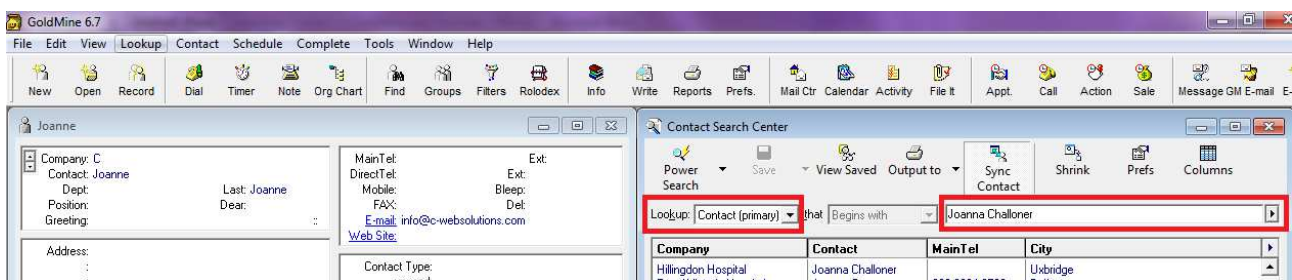 GoldMine 6.7
File Edit View Lookup Contact Schedule Complete Tools Window Help
New Open Record Dial Timer Note Org Chart Find Groups Filters Rolodex Info Write Reports Prefs. Mail Ctr Calendar Activity File It Appt. Call Action Sale Message GM E-mail E-
Joanne
Company: C
Contact: Joanne
Dept: Last: Joanne
Position: Dear:
Greeting: ::
Address:
:
MainTel: Ext:
DirectTel: Ext:
Mobile: Bleep:
FAX: Del:
E-mail: info@c-websolutions.com
Web Site:
Contact Type:
Contact Search Center
Power Search Save View Saved Output to Sync Contact Shrink Prefs Columns
Lookup: Contact (primary) that Begins with Joanna Challoner
Company Contact MainTel City
Hillingdon Hospital Joanna Challoner Uxbridge